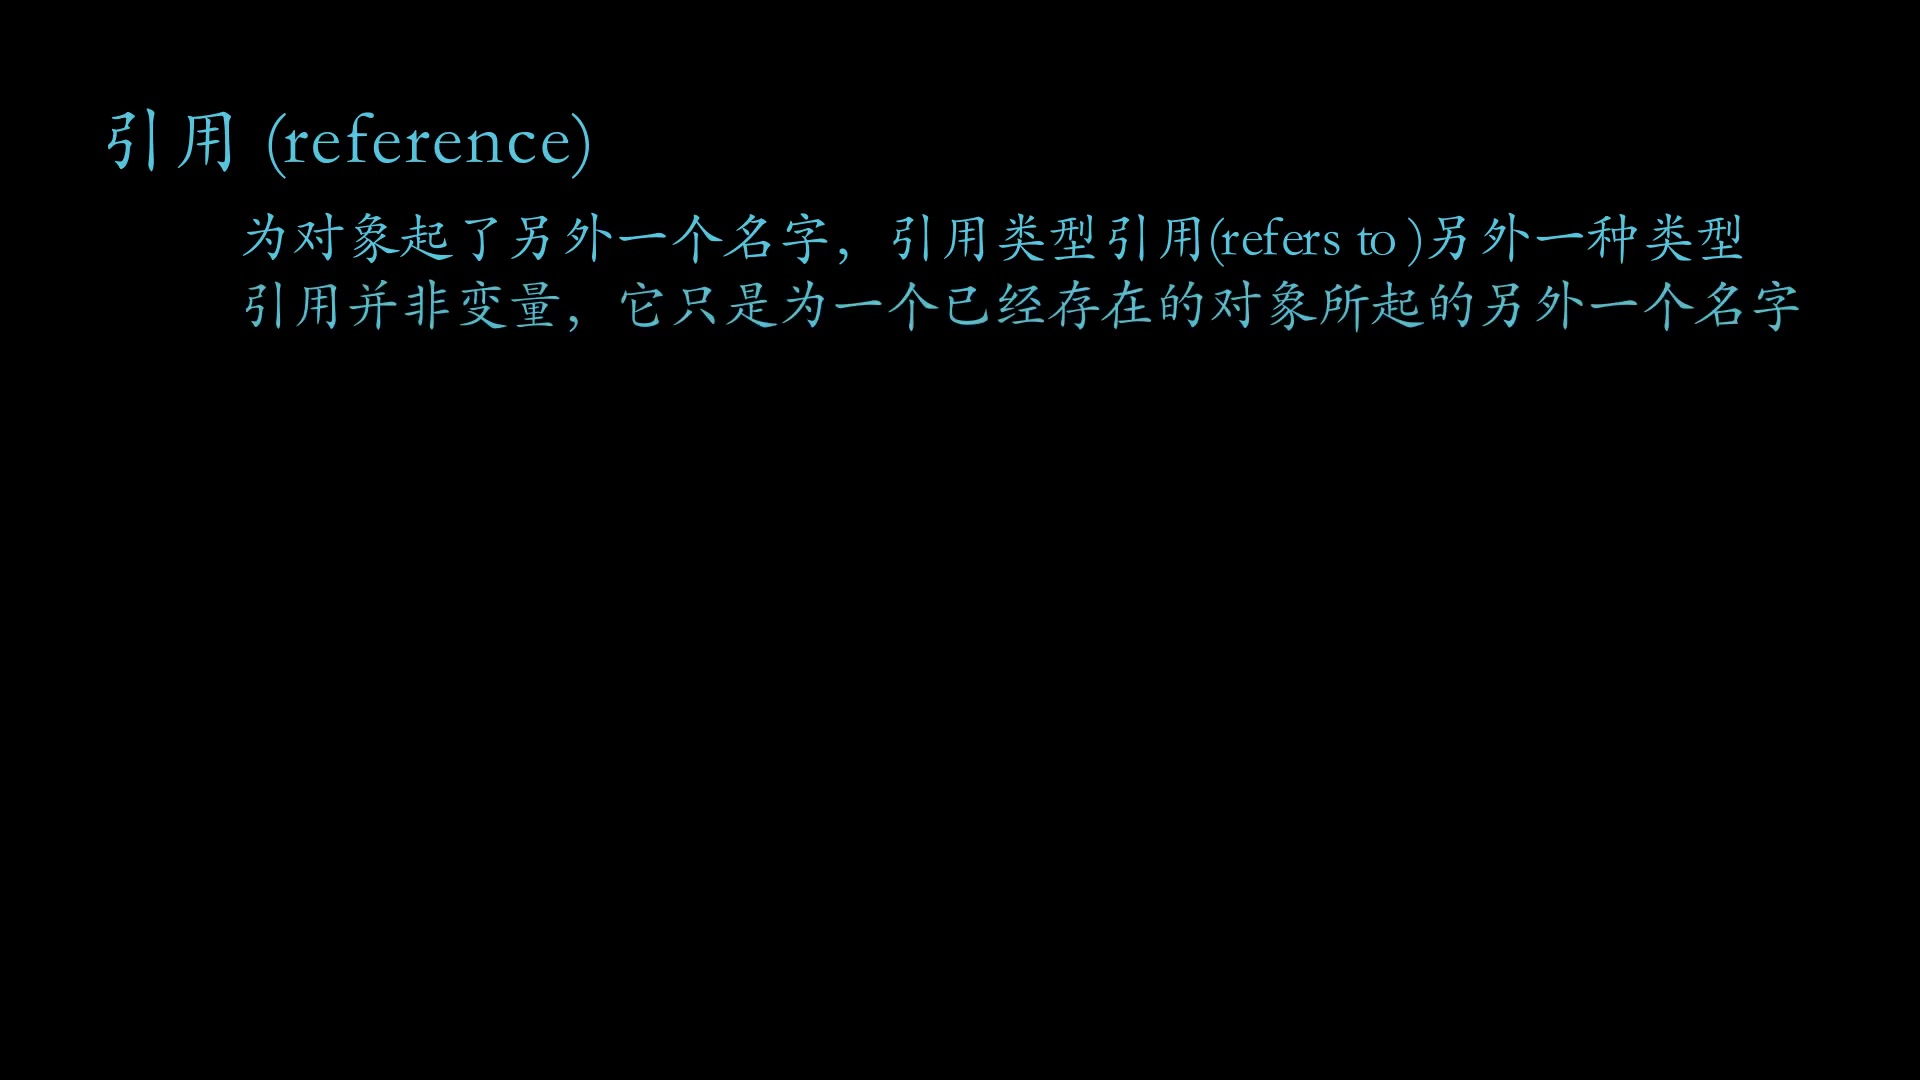 引用 (reference)
为对象起了另外一个名字，引用类型引用(refers to )另外一种类型
引用并非变量，它只是为一个已经存在的对象所起的另外一个名字